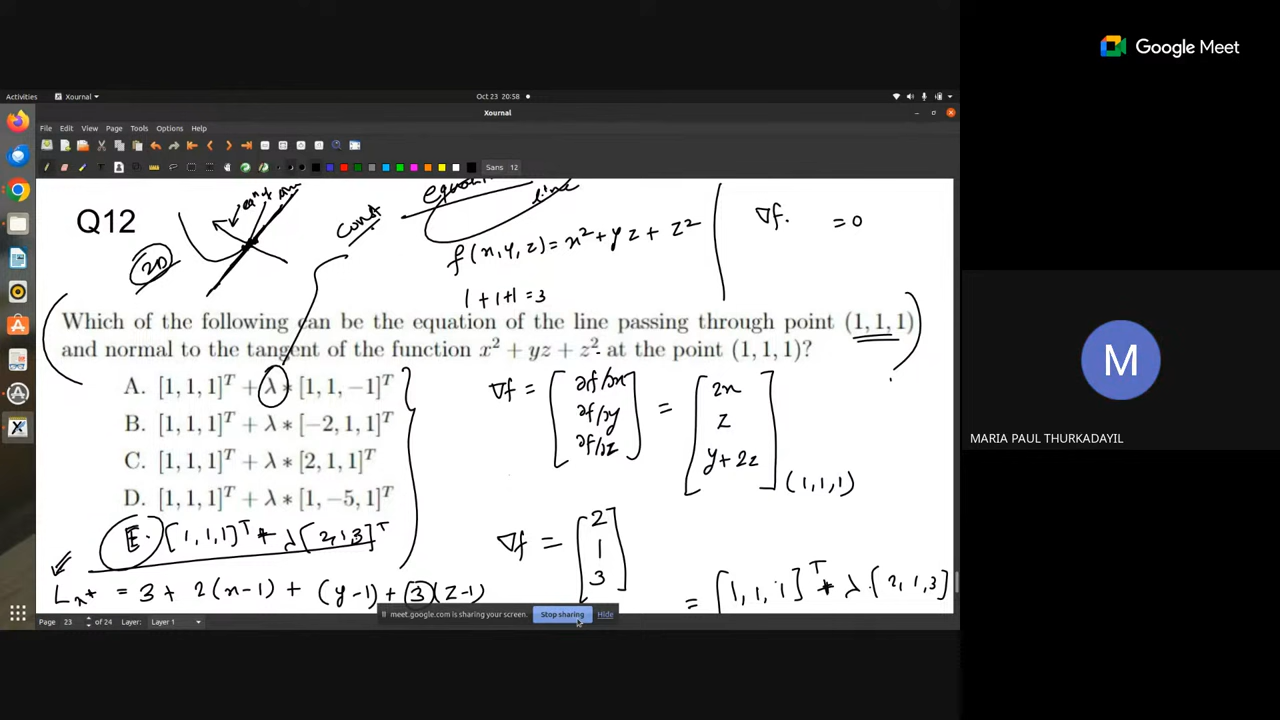 Google Meet
Activities
Xournal
Oct 23 20:58
Xournal
File Edit View Page Tools Options Help
Sans 12
Q12
2D
const
equation
line
f(x,y,z)=x²+yz+z²
∇f. =0
1+1+1=3
Which of the following can be the equation of the line passing through point (1, 1, 1)
and normal to the tangent of the function x² + yz + z² at the point (1, 1, 1)?
A. [1, 1, 1]ᵀ + λ ∗ [1, 1, −1]ᵀ
B. [1, 1, 1]ᵀ + λ ∗ [−2, 1, 1]ᵀ
C. [1, 1, 1]ᵀ + λ ∗ [2, 1, 1]ᵀ
D. [1, 1, 1]ᵀ + λ ∗ [1, −5, 1]ᵀ
E. [1,1,1]ᵀ + λ[2,1,3]ᵀ
∇f = [∂f/∂x ∂f/∂y ∂f/∂z] = [2x z y+2z] (1,1,1)
∇f = [2 1 3]
= [1,1,1]ᵀ + λ.[2,1,3]
= 3 + 2(x-1) + (y-1) + 3(z-1)
meet.google.com is sharing your screen. Stop sharing Hide
Page 23 of 24 Layer: Layer 1
M
MARIA PAUL THURKADAYIL